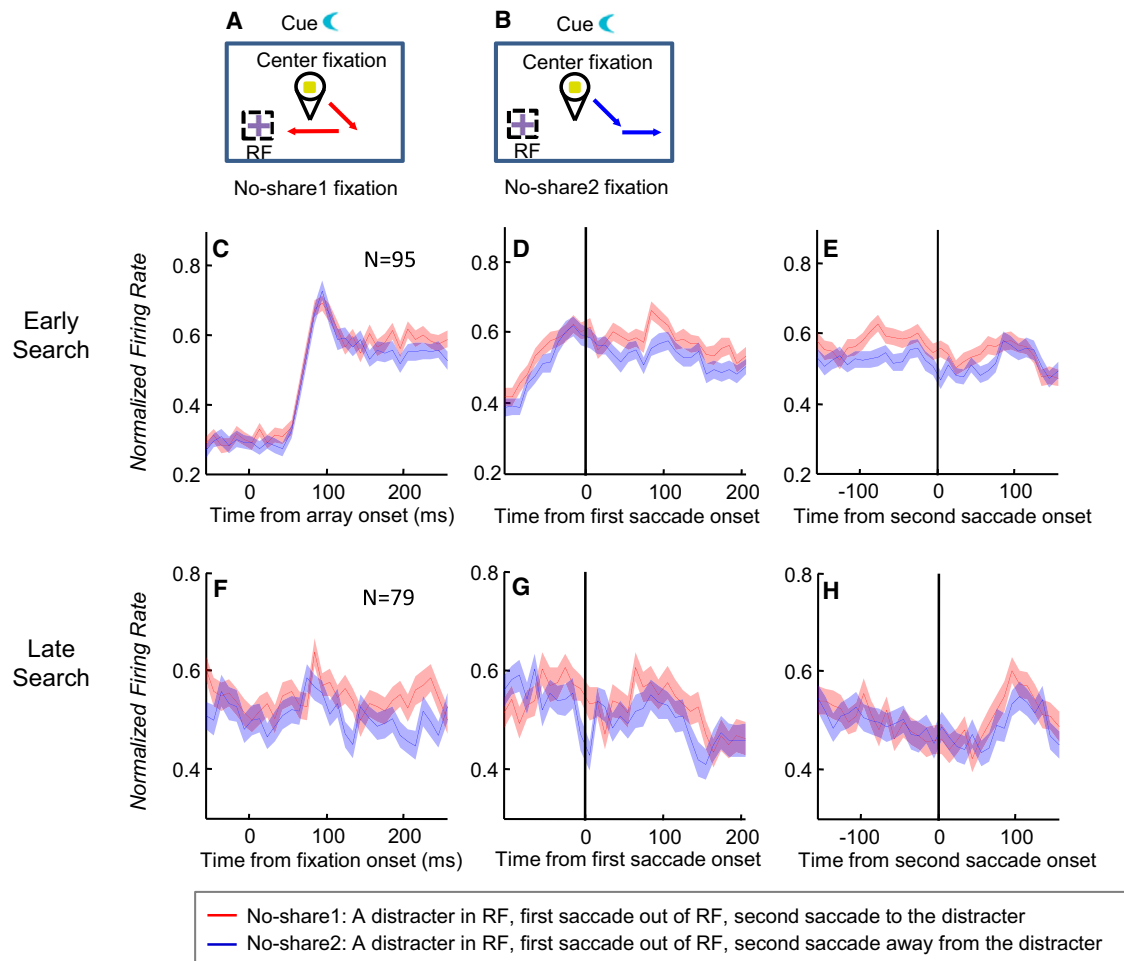 A
Cue
Center fixation
RF
No-share1 fixation
B
Cue
Center fixation
RF
No-share2 fixation
Early
Search
Normalized Firing Rate
C
N=95
0.8
0.6
0.4
0.2
0 100 200
Time from array onset (ms)
D
0.8
0.6
0.4
0.2
0 100 200
Time from first saccade onset
E
0.8
0.6
0.4
0.2
-100 0 100
Time from second saccade onset
Late
Search
Normalized Firing Rate
F
N=79
0.8
0.6
0.4
0 100 200
Time from fixation onset (ms)
G
0.8
0.6
0.4
0 100 200
Time from first saccade onset
H
0.8
0.6
0.4
-100 0 100
Time from second saccade onset
No-share1: A distracter in RF, first saccade out of RF, second saccade to the distracter
No-share2: A distracter in RF, first saccade out of RF, second saccade away from the distracter